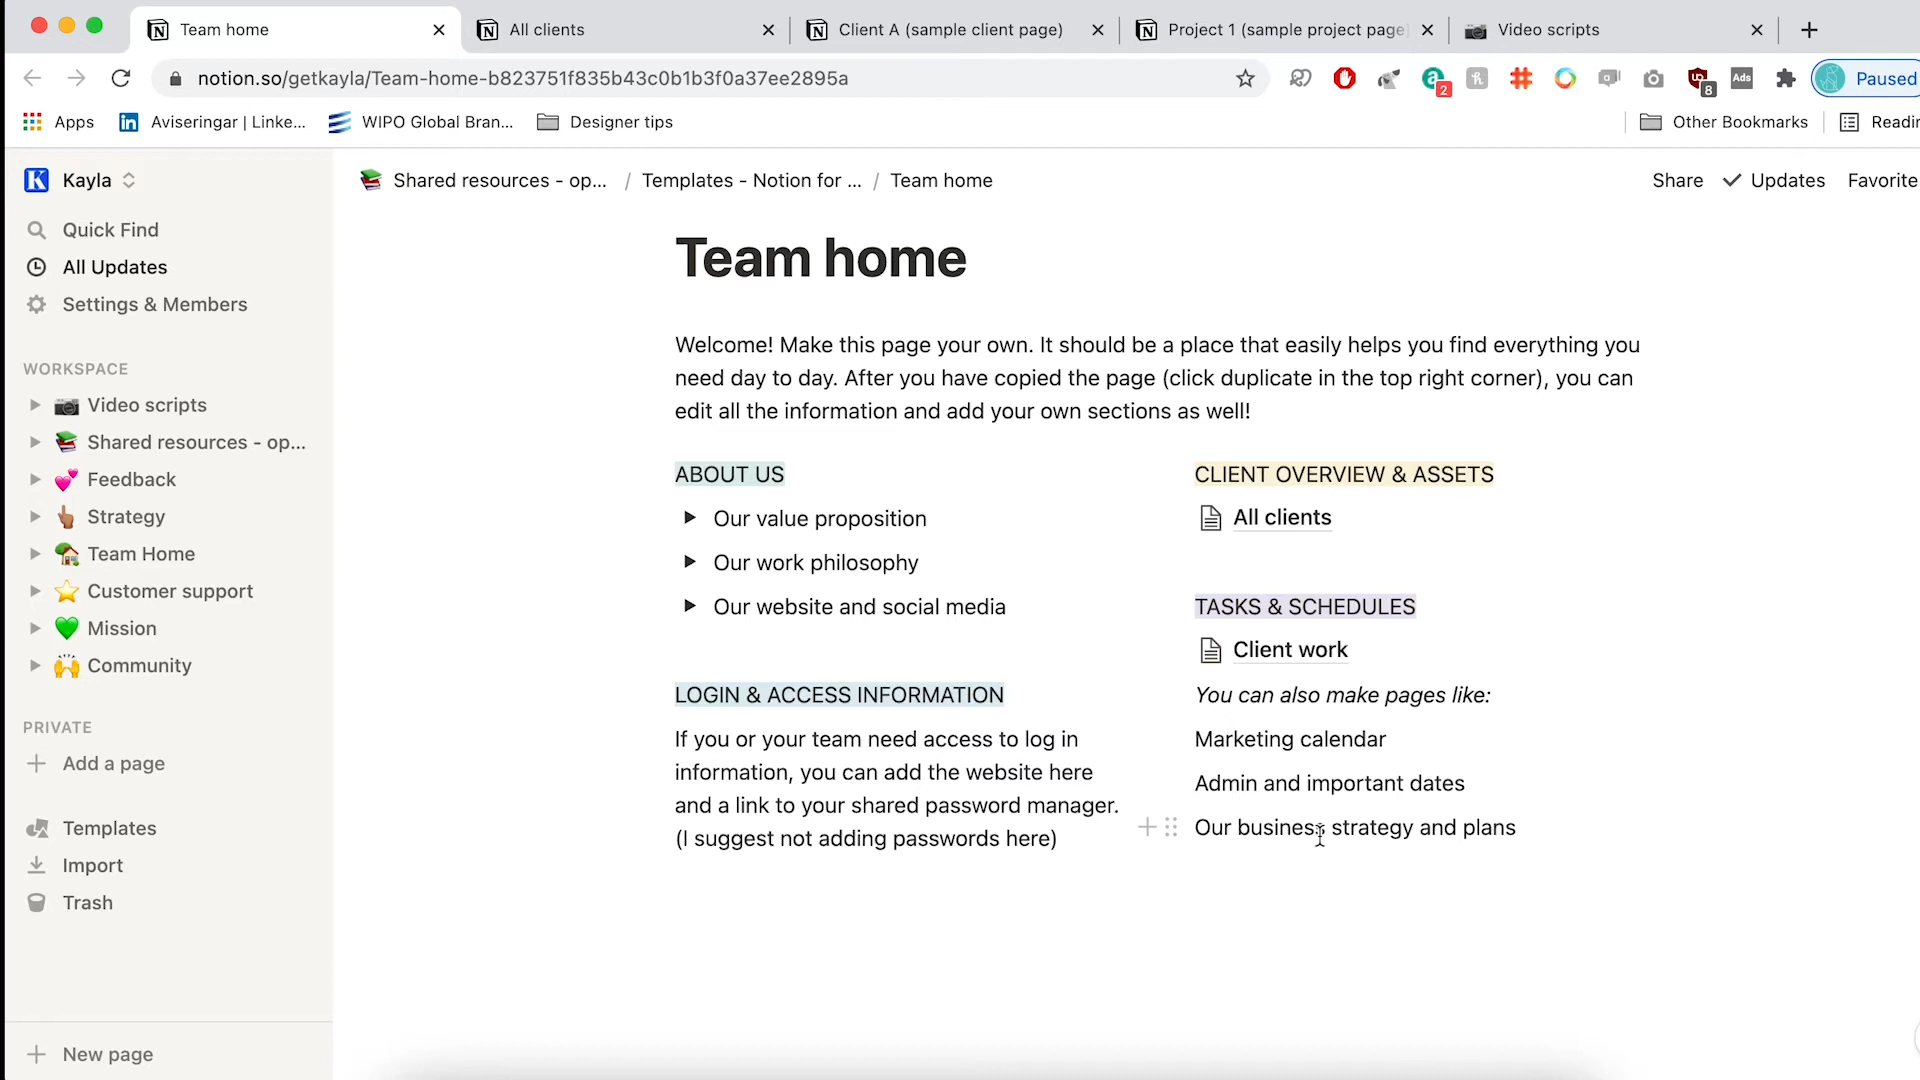 Team home
All clients
Client A (sample client page)
Project 1 (sample project page
Video scripts
notion.so/getkayla/Team-home-b823751f835b43c0b1b3f0a37ee2895a
2
8
Ads
Paused
Apps
Aviseringar | Linke...
WIPO Global Bran...
Designer tips
Other Bookmarks
Readin
Kayla
Shared resources - op...
/ Templates - Notion for ...
/ Team home
Share
Updates
Favorite
Quick Find
All Updates
Settings & Members
WORKSPACE
Video scripts
Shared resources - op...
Feedback
Strategy
Team Home
Customer support
Mission
Community
PRIVATE
Add a page
Templates
Import
Trash
New page
Team home
Welcome! Make this page your own. It should be a place that easily helps you find everything you
need day to day. After you have copied the page (click duplicate in the top right corner), you can
edit all the information and add your own sections as well!
ABOUT US
Our value proposition
Our work philosophy
Our website and social media
LOGIN & ACCESS INFORMATION
If you or your team need access to log in
information, you can add the website here
and a link to your shared password manager.
(I suggest not adding passwords here)
CLIENT OVERVIEW & ASSETS
All clients
TASKS & SCHEDULES
Client work
You can also make pages like:
Marketing calendar
Admin and important dates
Our business strategy and plans